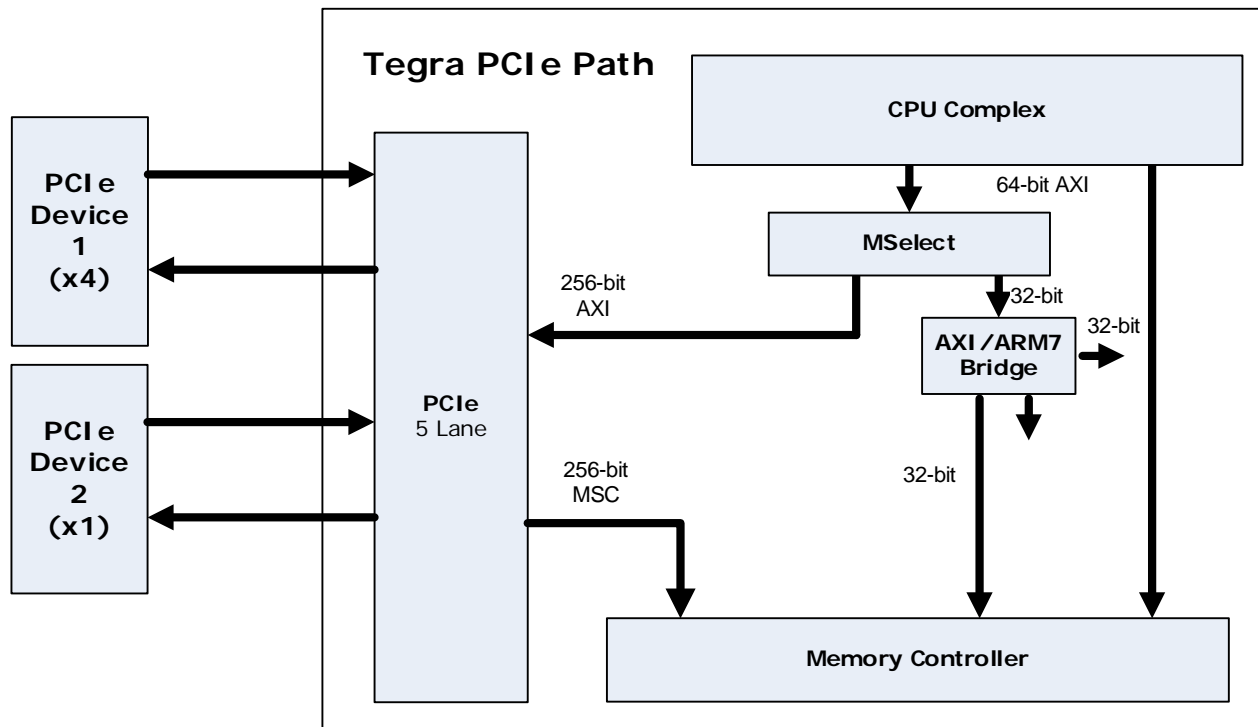 Tegra PCIe Path
CPU Complex
PCIe
Device
1
(x4)
64-bit AXI
MSelect
256-bit
AXI
32-bit
32-bit
AXI/ARM7
Bridge
PCIe
5 Lane
PCIe
Device
2
(x1)
256-bit
MSC
32-bit
Memory Controller